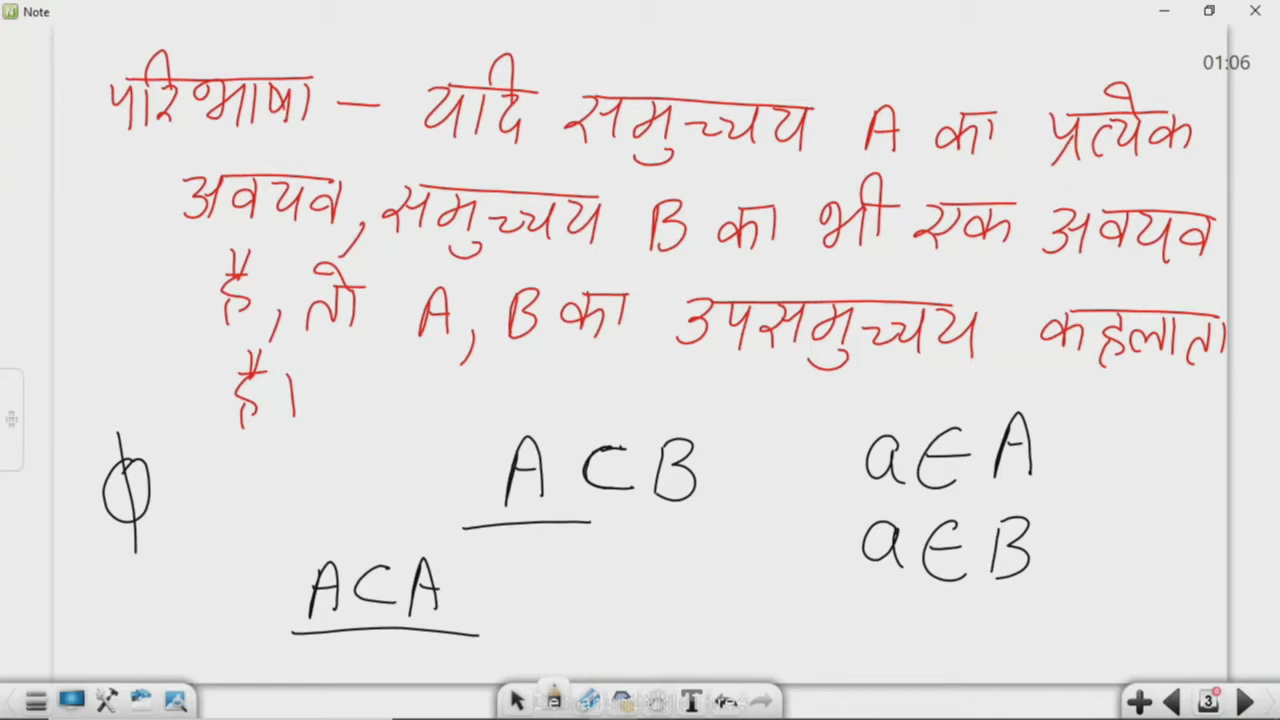 Note
01:06
परिभाषा - यदि समुच्चय A का प्रत्येक
अवयव, समुच्चय B का भी एक अवयव
है, तो A, B का उपसमुच्चय कहलाता
है।
ϕ A ⊂ B a ∈ A
a ∈ B
A ⊂ A
3